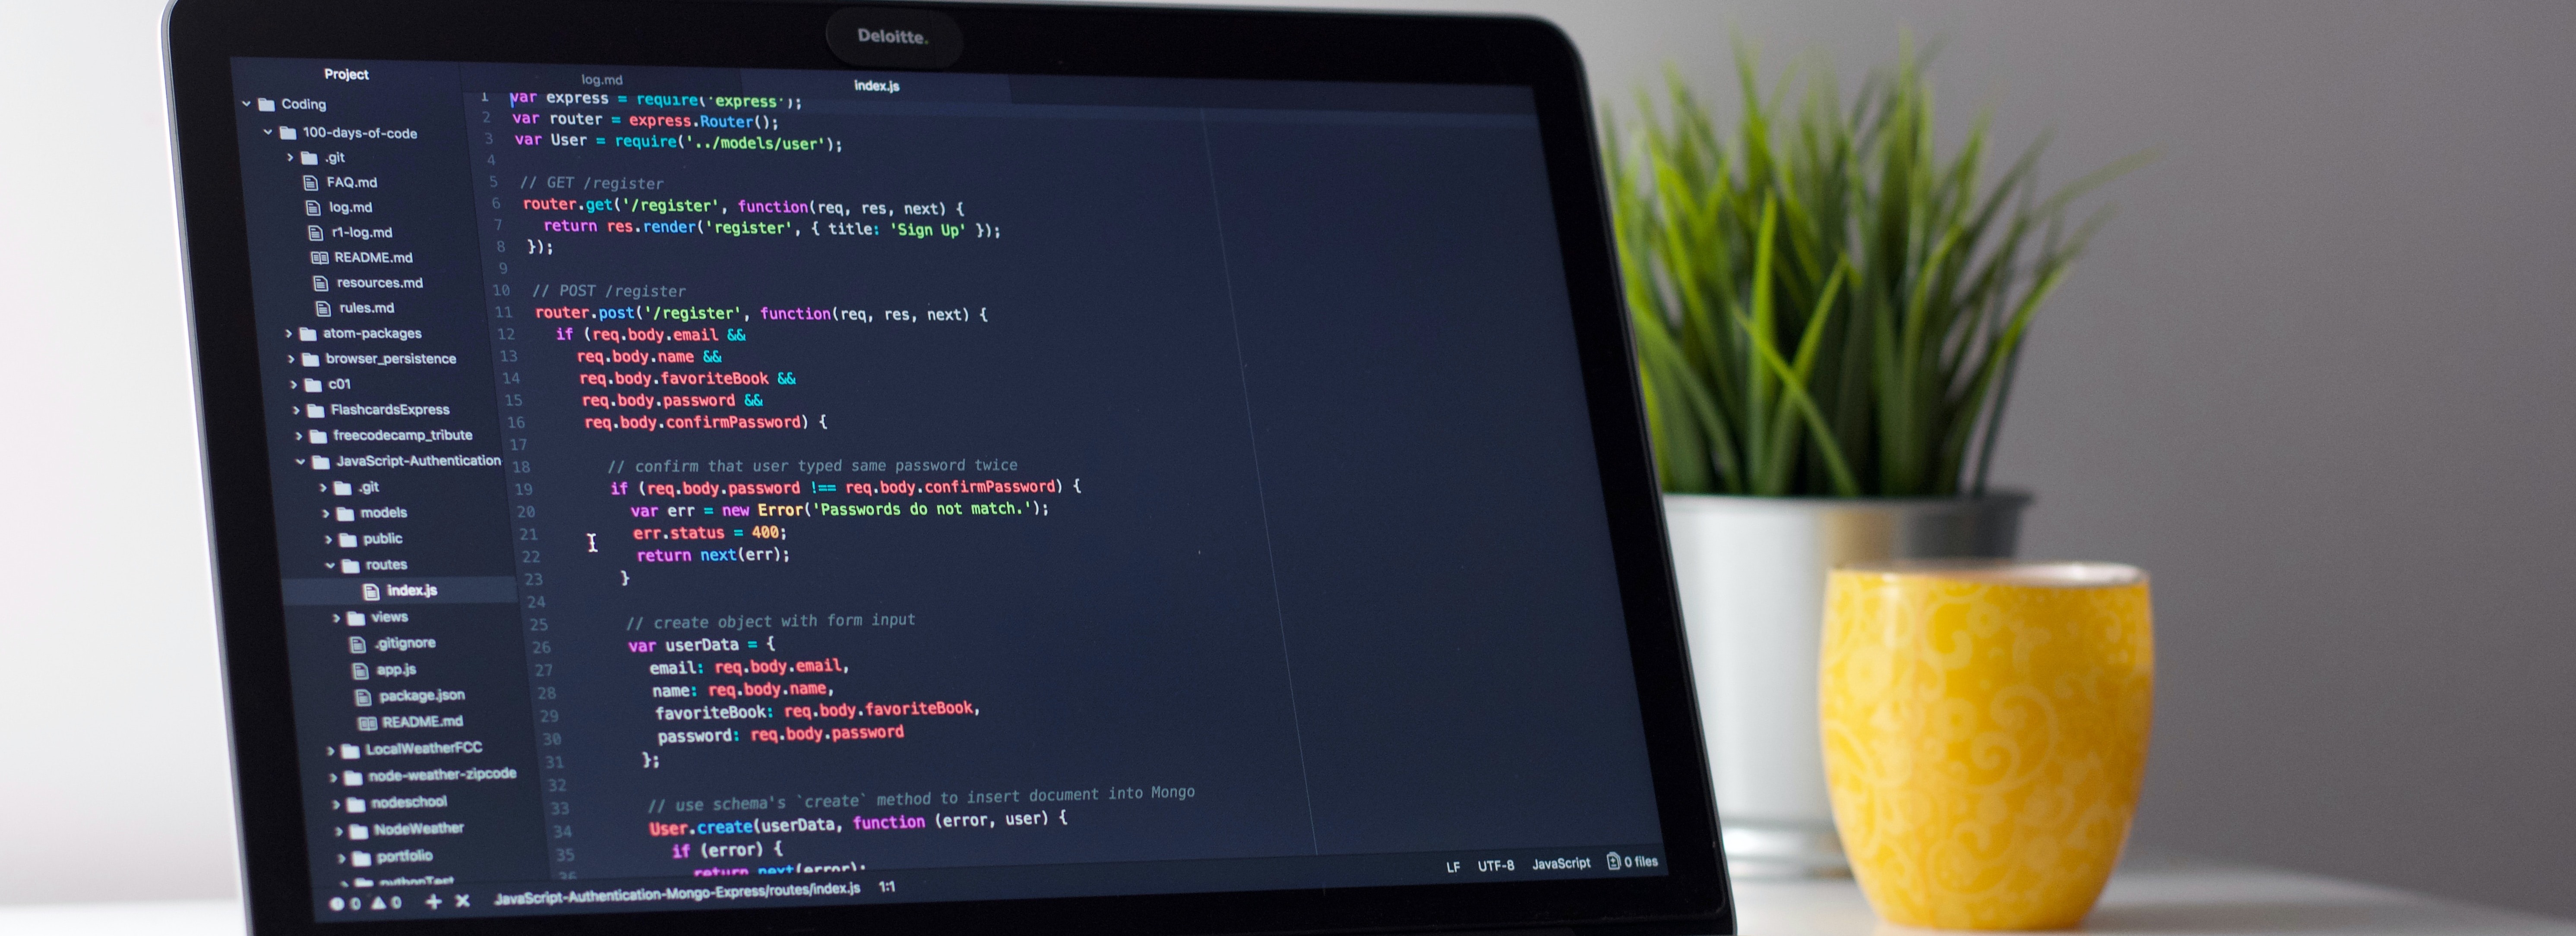 Deloitte.
Project
Coding
100-days-of-code
.git
FAQ.md
log.md
r1-log.md
README.md
resources.md
rules.md
atom-packages
browser_persistence
c01
FlashcardsExpress
freecodecamp_tribute
JavaScript-Authentication
.git
models
public
routes
index.js
views
.gitignore
app.js
package.json
README.md
LocalWeatherFCC
node-weather-zipcode
nodeschool
NodeWeather
portfolio
pythonTest
log.md index.js
1 var express = require('express');
2 var router = express.Router();
3 var User = require('../models/user');
4
5 // GET /register
6 router.get('/register', function(req, res, next) {
7 return res.render('register', { title: 'Sign Up' });
8 });
9
10 // POST /register
11 router.post('/register', function(req, res, next) {
12 if (req.body.email &&
13 req.body.name &&
14 req.body.favoriteBook &&
15 req.body.password &&
16 req.body.confirmPassword) {
17
18 // confirm that user typed same password twice
19 if (req.body.password !== req.body.confirmPassword) {
20 var err = new Error('Passwords do not match.');
21 err.status = 400;
22 return next(err);
23 }
24
25 // create object with form input
26 var userData = {
27 email: req.body.email,
28 name: req.body.name,
29 favoriteBook: req.body.favoriteBook,
30 password: req.body.password
31 };
32
33 // use schema's `create` method to insert document into Mongo
34 User.create(userData, function (error, user) {
35 if (error) {
36 return next(error);
0 0 + × JavaScript-Authentication-Mongo-Express/routes/index.js 1:1 LF UTF-8 JavaScript 0 files